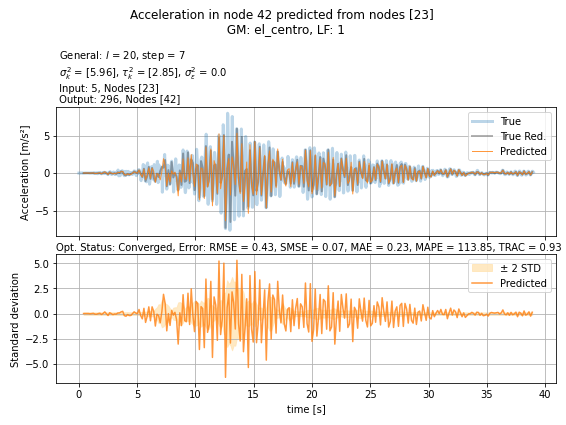 Acceleration in node 42 predicted from nodes [23]
GM: el_centro, LF: 1
General: l = 20, step = 7
σ²ₖ = [5.96], τ²ₖ = [2.85], σ²ε = 0.0
Input: 5, Nodes [23]
Output: 296, Nodes [42]
True
True Red.
Predicted
Acceleration [m/s²]
5
0
−5
Opt. Status: Converged, Error: RMSE = 0.43, SMSE = 0.07, MAE = 0.23, MAPE = 113.85, TRAC = 0.93
± 2 STD
Predicted
Standard deviation
5.0
2.5
0.0
−2.5
−5.0
0 5 10 15 20 25 30 35 40
time [s]